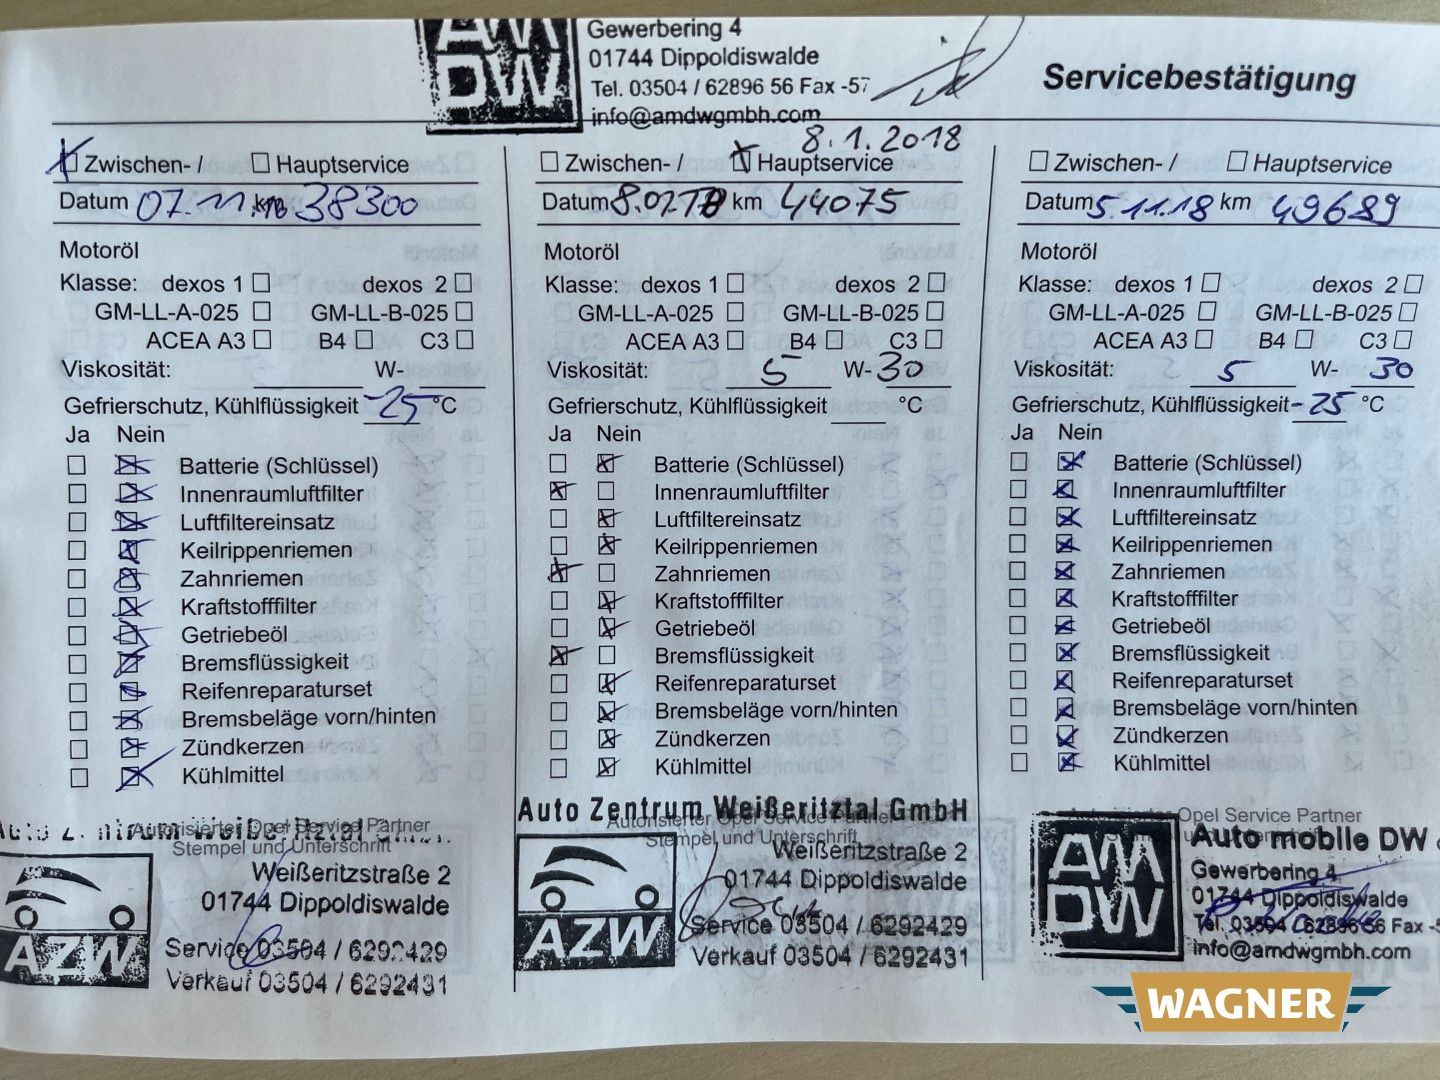 Gewerbering 4
01744 Dippoldiswalde
Tel. 03504 / 62896 56 Fax -57
info@amdwgmbh.com
DW
Servicebestätigung
8.1.2018
Zwischen- / Hauptservice
Datum 07.11. km 38300
Motoröl
Klasse: dexos 1 dexos 2
GM-LL-A-025 GM-LL-B-025
ACEA A3 B4 C3
Viskosität: W-
Gefrierschutz, Kühlflüssigkeit -25 °C
Ja Nein
Batterie (Schlüssel)
Innenraumluftfilter
Luftfiltereinsatz
Keilrippenriemen
Zahnriemen
Kraftstofffilter
Getriebeöl
Bremsflüssigkeit
Reifenreparaturset
Bremsbeläge vorn/hinten
Zündkerzen
Kühlmittel
Autorisierter Opel Service Partner
Stempel und Unterschrift
Weißeritzstraße 2
01744 Dippoldiswalde
AZW
Service 03504 / 6292429
Verkauf 03504 / 6292431
Zwischen- / Hauptservice
Datum 8.01.18 km 44075
Motoröl
Klasse: dexos 1 dexos 2
GM-LL-A-025 GM-LL-B-025
ACEA A3 B4 C3
Viskosität: 5 W- 30
Gefrierschutz, Kühlflüssigkeit °C
Ja Nein
Batterie (Schlüssel)
Innenraumluftfilter
Luftfiltereinsatz
Keilrippenriemen
Zahnriemen
Kraftstofffilter
Getriebeöl
Bremsflüssigkeit
Reifenreparaturset
Bremsbeläge vorn/hinten
Zündkerzen
Kühlmittel
Auto Zentrum Weißeritztal GmbH
Autorisierter Opel Service Partner
Stempel und Unterschrift
Weißeritzstraße 2
01744 Dippoldiswalde
AZW
Service 03504 / 6292429
Verkauf 03504 / 6292431
Zwischen- / Hauptservice
Datum 5.11.18 km 49689
Motoröl
Klasse: dexos 1 dexos 2
GM-LL-A-025 GM-LL-B-025
ACEA A3 B4 C3
Viskosität: 5 W- 30
Gefrierschutz, Kühlflüssigkeit -25 °C
Ja Nein
Batterie (Schlüssel)
Innenraumluftfilter
Luftfiltereinsatz
Keilrippenriemen
Zahnriemen
Kraftstofffilter
Getriebeöl
Bremsflüssigkeit
Reifenreparaturset
Bremsbeläge vorn/hinten
Zündkerzen
Kühlmittel
Autorisierter Opel Service Partner
Stempel und Unterschrift
AM
DW
Auto mobile DW
Gewerbering 4
01744 Dippoldiswalde
Tel. 03504 / 62896 56 Fax -5
info@amdwgmbh.com
WAGNER